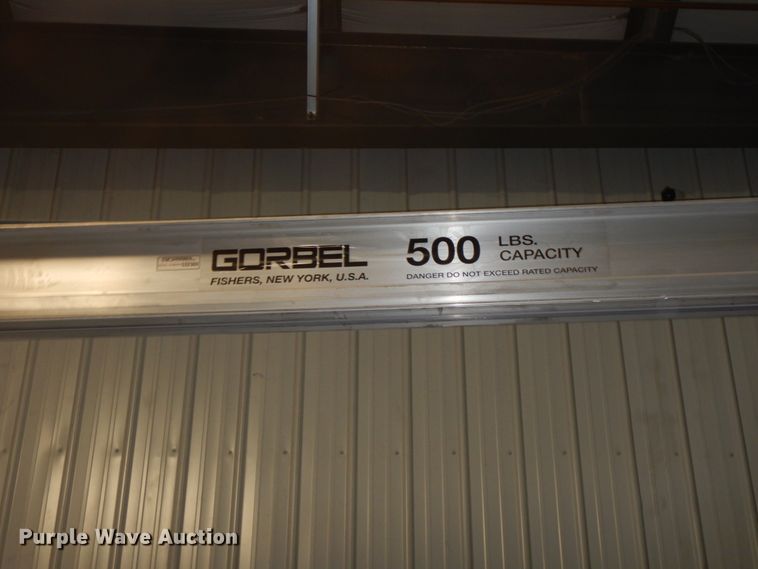 GORBEL
FISHERS, NEW YORK, U.S.A.
500 LBS. CAPACITY
DANGER DO NOT EXCEED RATED CAPACITY
Purple Wave Auction